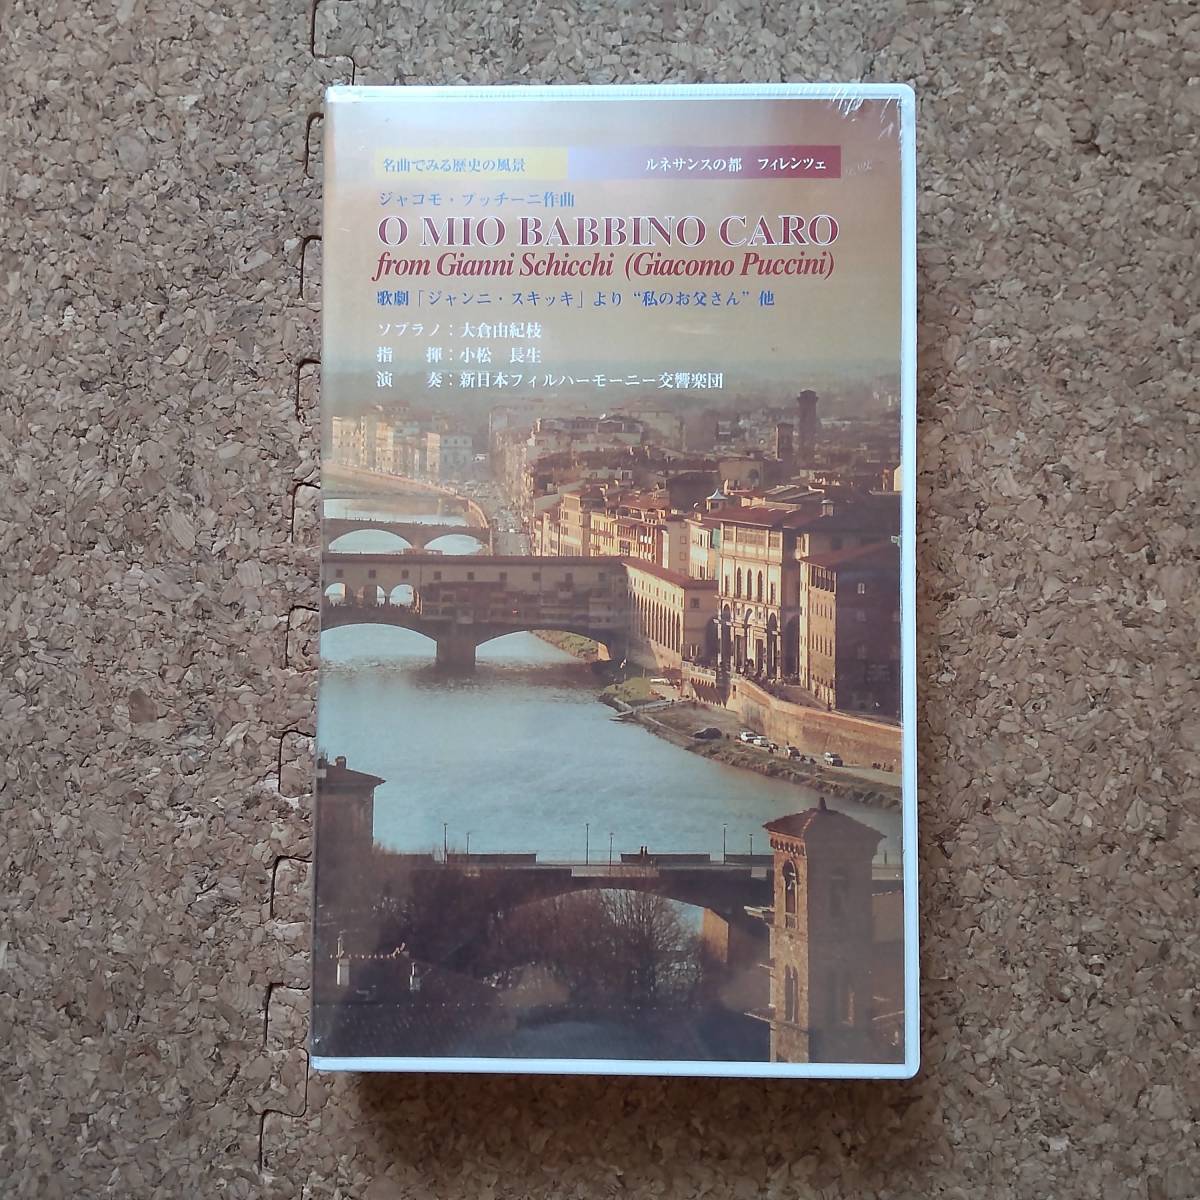 名曲でみる歴史の風景
ルネサンスの都 フィレンツェ
ジャコモ・プッチーニ作曲
O MIO BABBINO CARO
from Gianni Schicchi (Giacomo Puccini)
歌劇「ジャンニ・スキッキ」より“私のお父さん”他
ソプラノ：大倉由紀枝
指　揮：小松　長生
演　奏：新日本フィルハーモーニー交響楽団